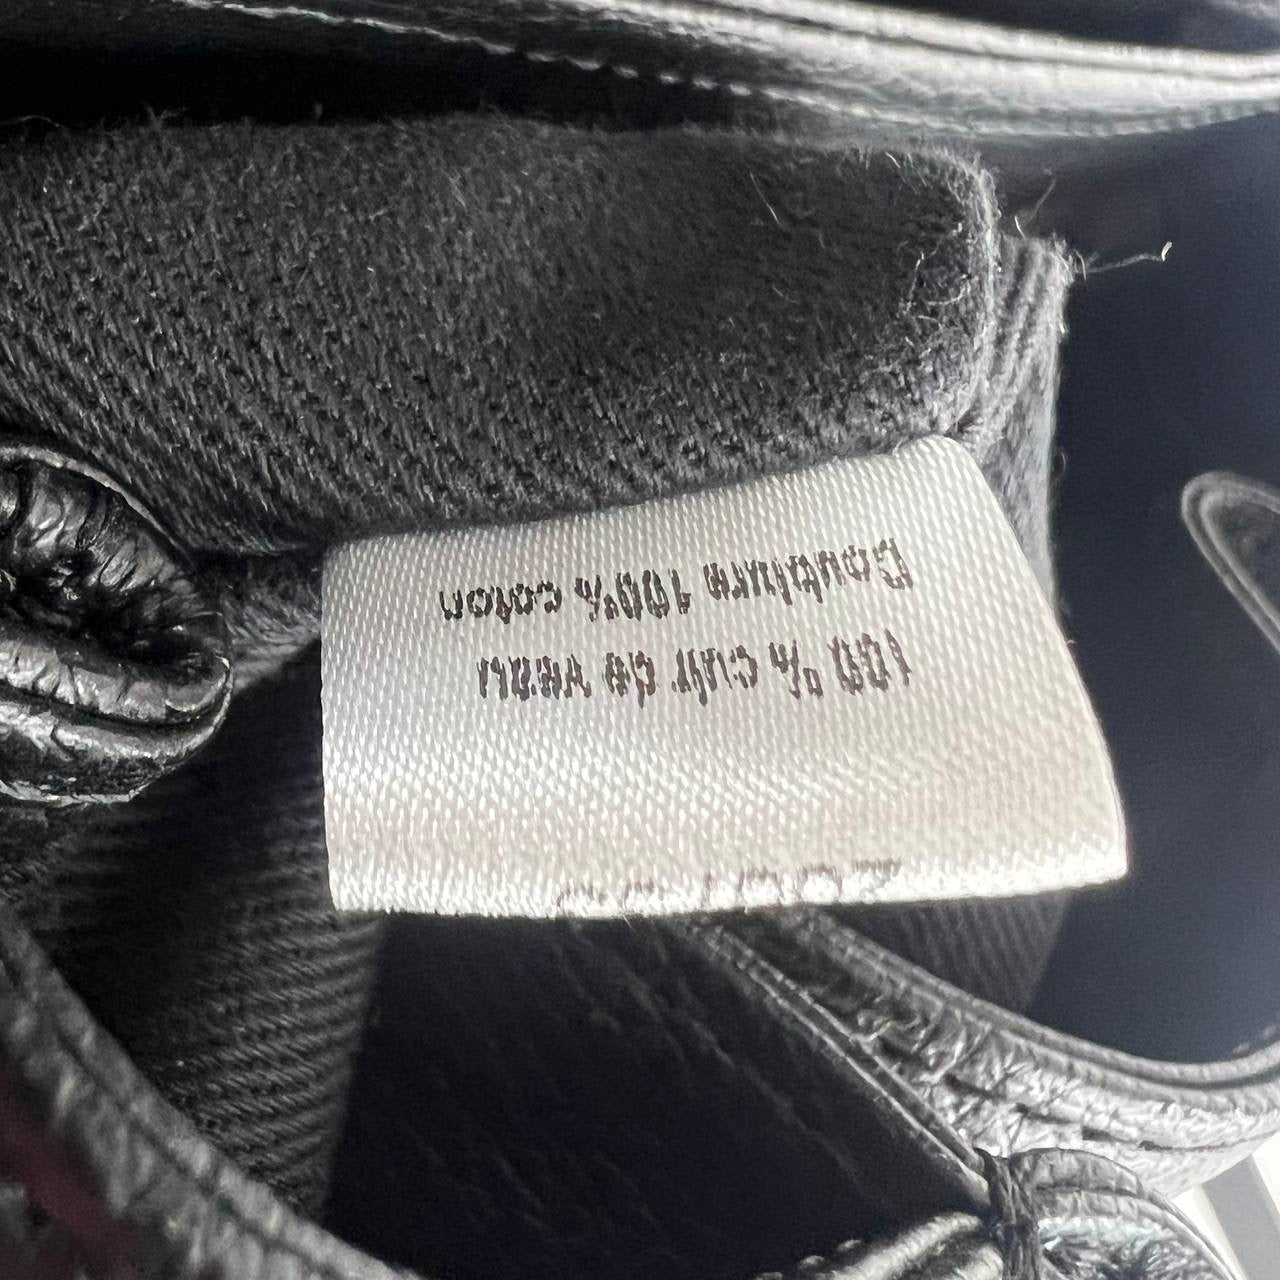 100 % cuir de veau
Doublure 100% coton